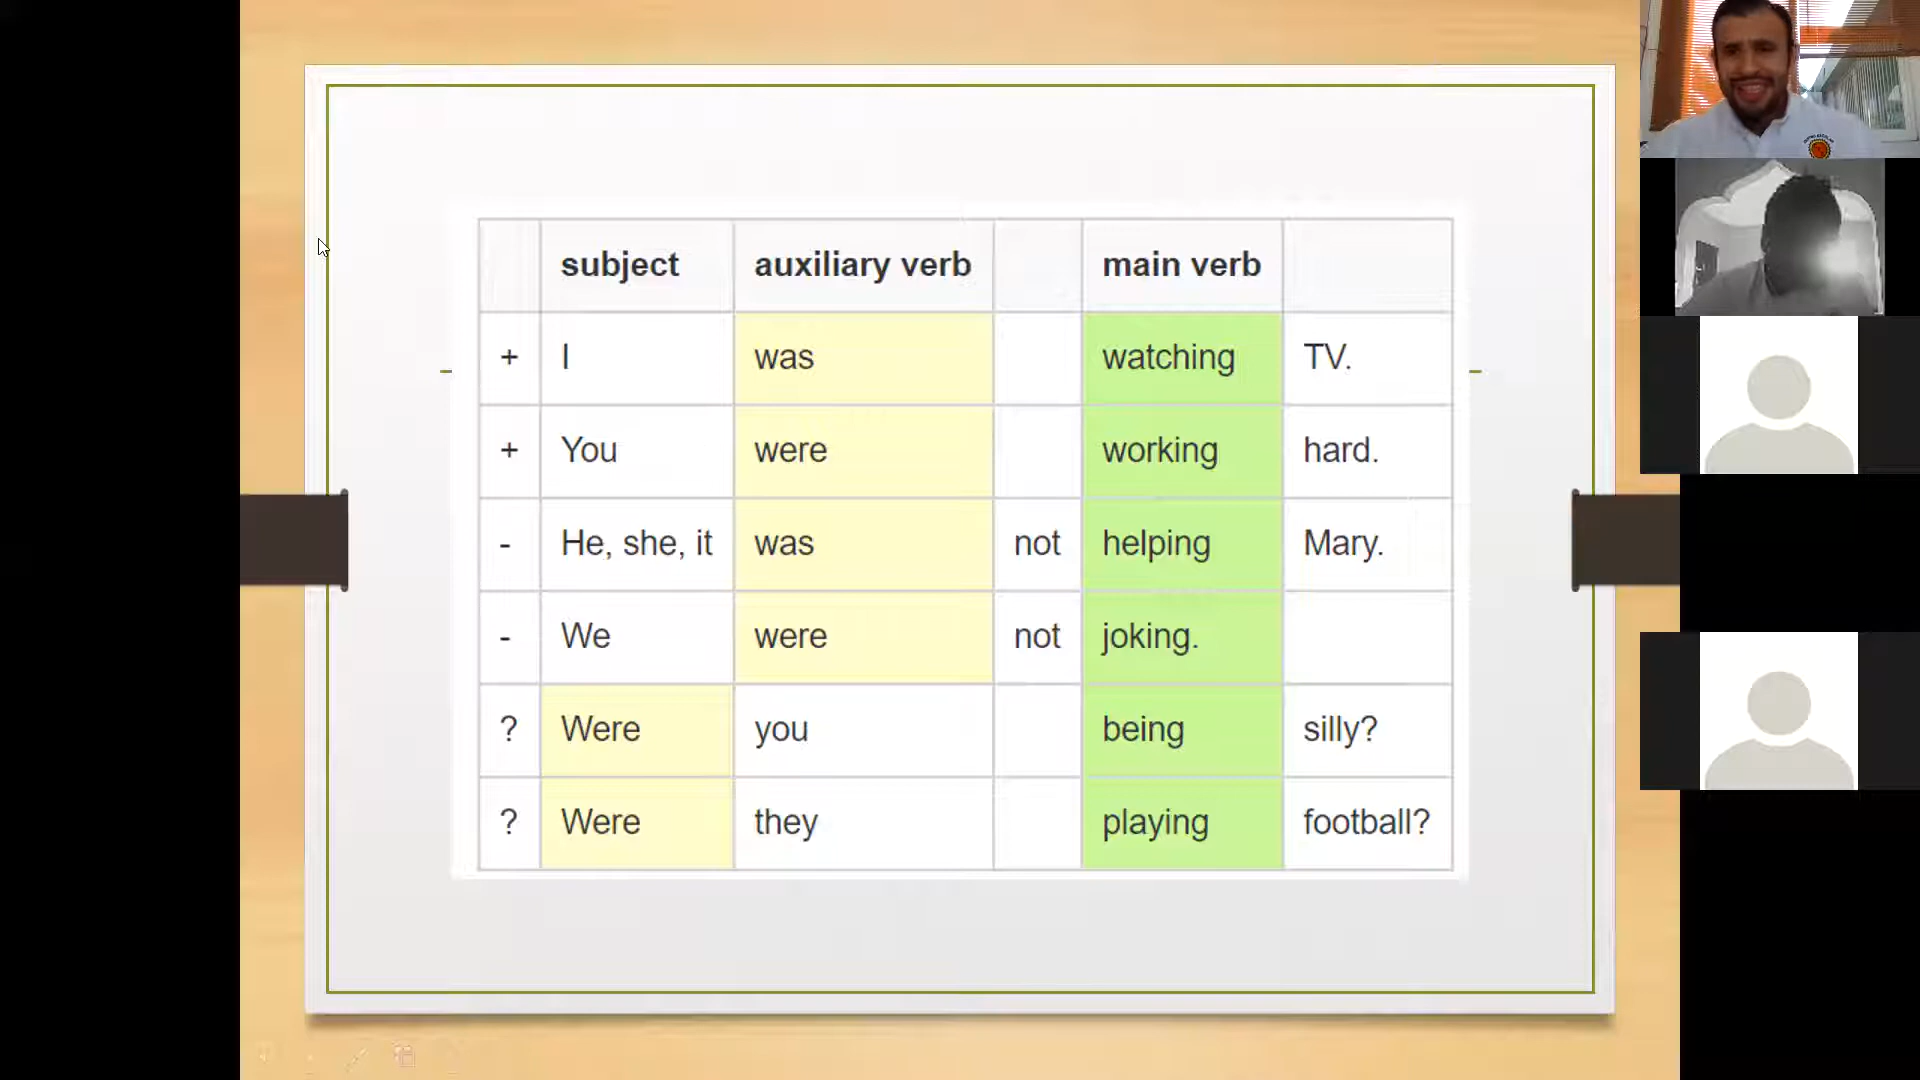 subject auxiliary verb main verb
+ I was watching TV.
+ You were working hard.
- He, she, it was not helping Mary.
- We were not joking.
? Were you being silly?
? Were they playing football?